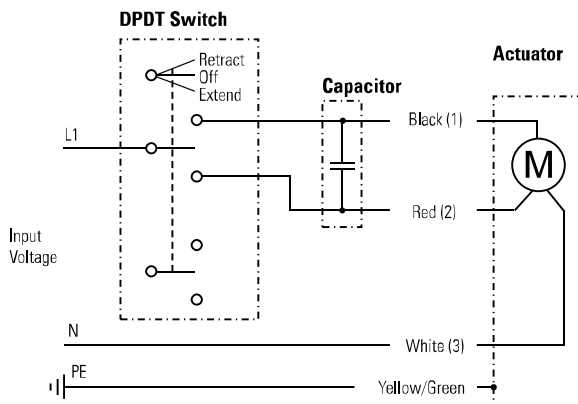 DPDT Switch
Retract
Off
Extend
Capacitor
Actuator
L1
Black (1)
M
Red (2)
Input
Voltage
N
White (3)
PE
Yellow/Green